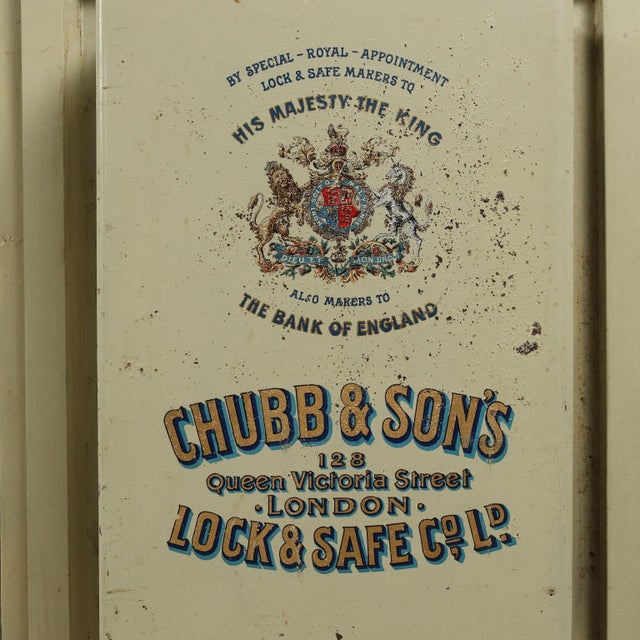 BY SPECIAL - ROYAL - APPOINTMENT
LOCK & SAFE MAKERS TO
HIS MAJESTY THE KING
DIEU ET MON DROIT
ALSO MAKERS TO
THE BANK OF ENGLAND
CHUBB & SON'S
128
Queen Victoria Street
·LONDON·
LOCK & SAFE CO, LD.